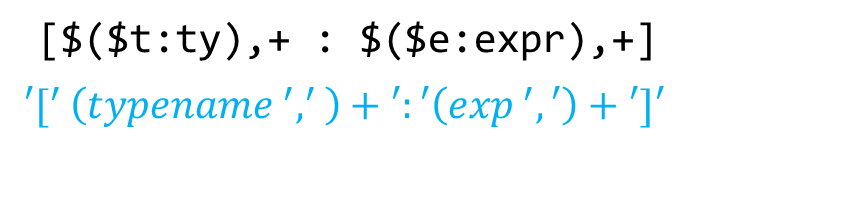 [$($t:ty),+ : $($e:expr),+]
′[′ (typename ′,′ ) + ′:′(exp ′,′) + ′]′